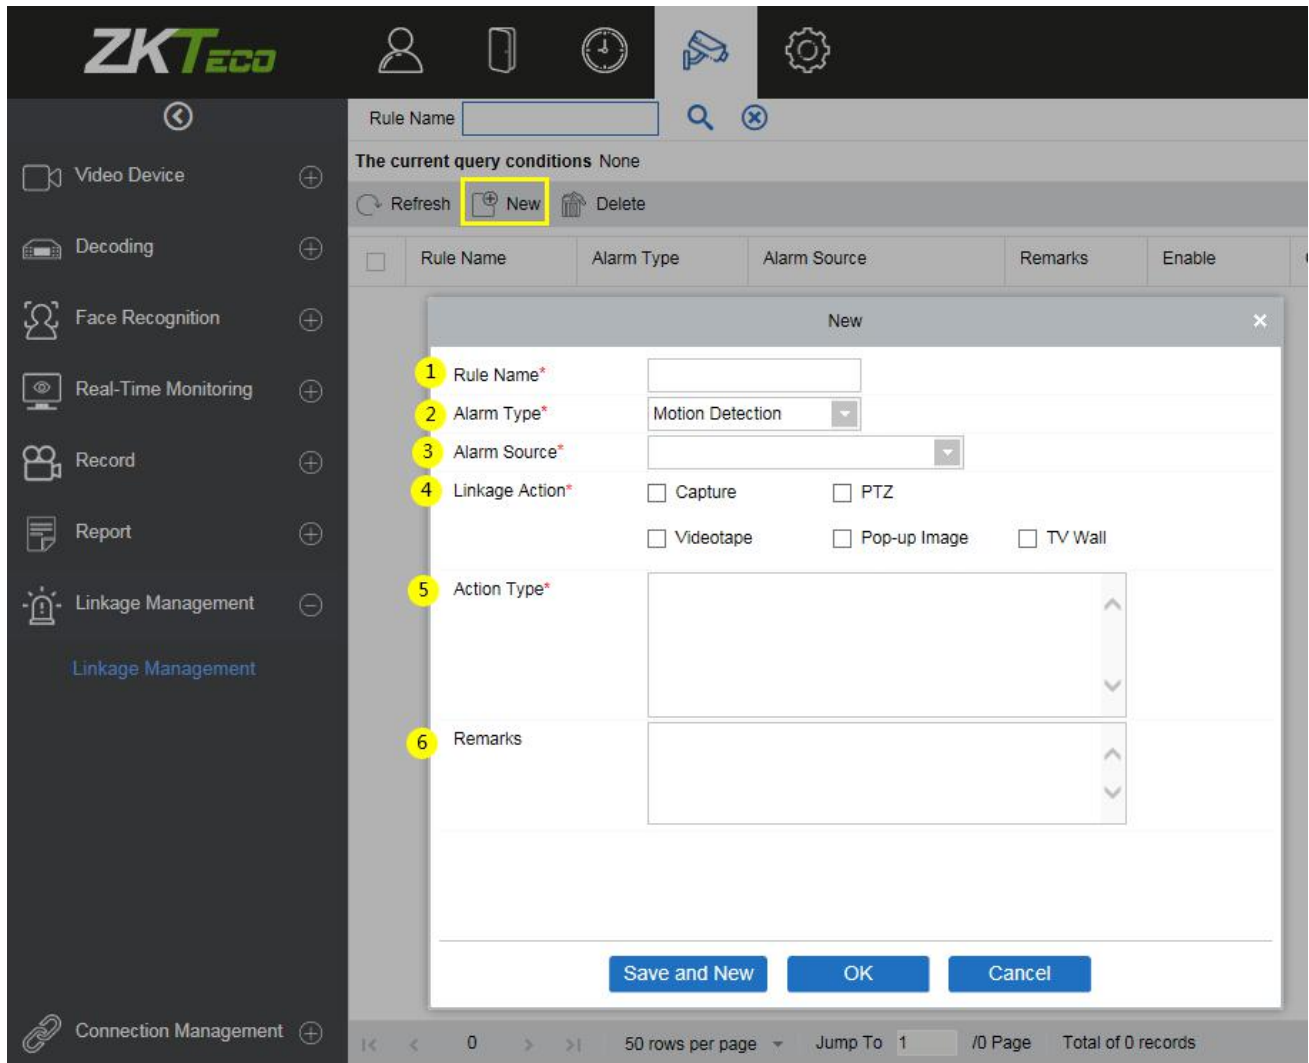 ZKTECO
Rule Name
The current query conditions None
Refresh New Delete
Rule Name Alarm Type Alarm Source Remarks Enable
Video Device
Decoding
Face Recognition
Real-Time Monitoring
Record
Report
Linkage Management
Linkage Management
Connection Management
New
1 Rule Name*
2 Alarm Type* Motion Detection
3 Alarm Source*
4 Linkage Action* Capture PTZ
Videotape Pop-up Image TV Wall
5 Action Type*
6 Remarks
Save and New OK Cancel
0 50 rows per page Jump To 1 /0 Page Total of 0 records